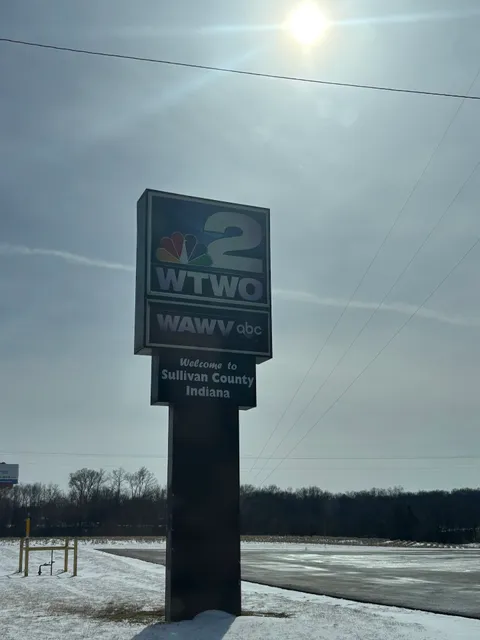 2
WTWO
WAWV abc
Welcome to
Sullivan County
Indiana